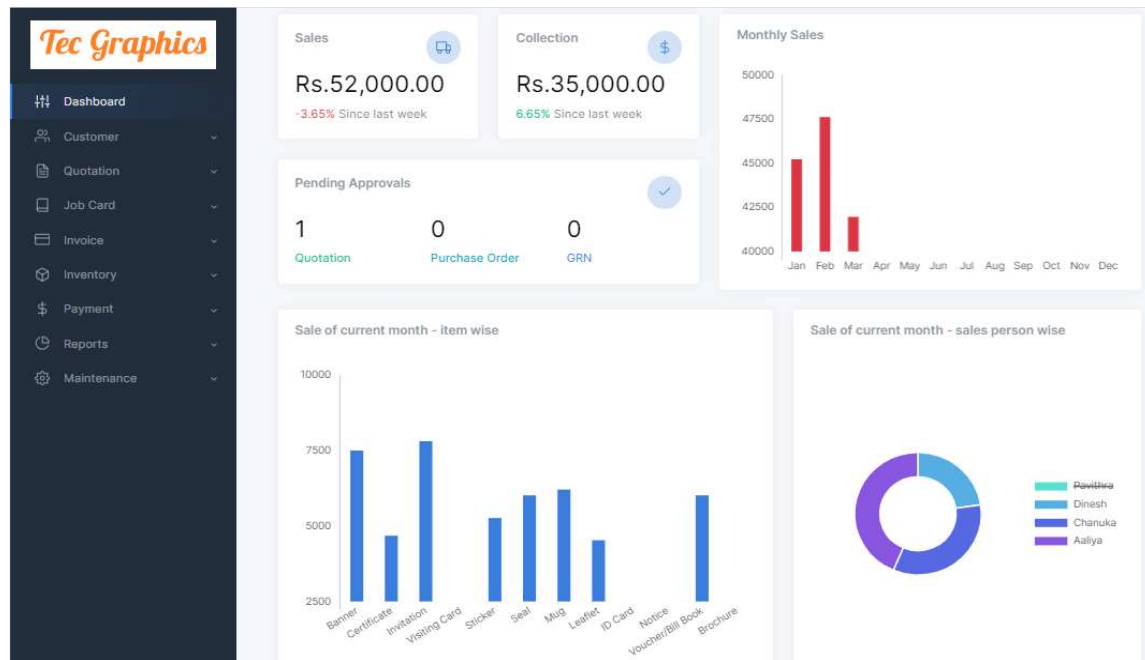 Tec Graphics
Dashboard
Customer
Quotation
Job Card
Invoice
Inventory
Payment
Reports
Maintenance
Sales
Rs.52,000.00
-3.65% Since last week
Collection
$
Rs.35,000.00
6.65% Since last week
Pending Approvals
1 0 0
Quotation Purchase Order GRN
Monthly Sales
50000
47500
45000
42500
40000
Jan Feb Mar Apr May Jun Jul Aug Sep Oct Nov Dec
Sale of current month - item wise
10000
7500
5000
2500
Banner Certificate Invitation Visiting Card Sticker Seal Mug Leaflet ID Card Notice Voucher/Bill Book Brochure
Sale of current month - sales person wise
Pavithra
Dinesh
Chanuka
Aaliya